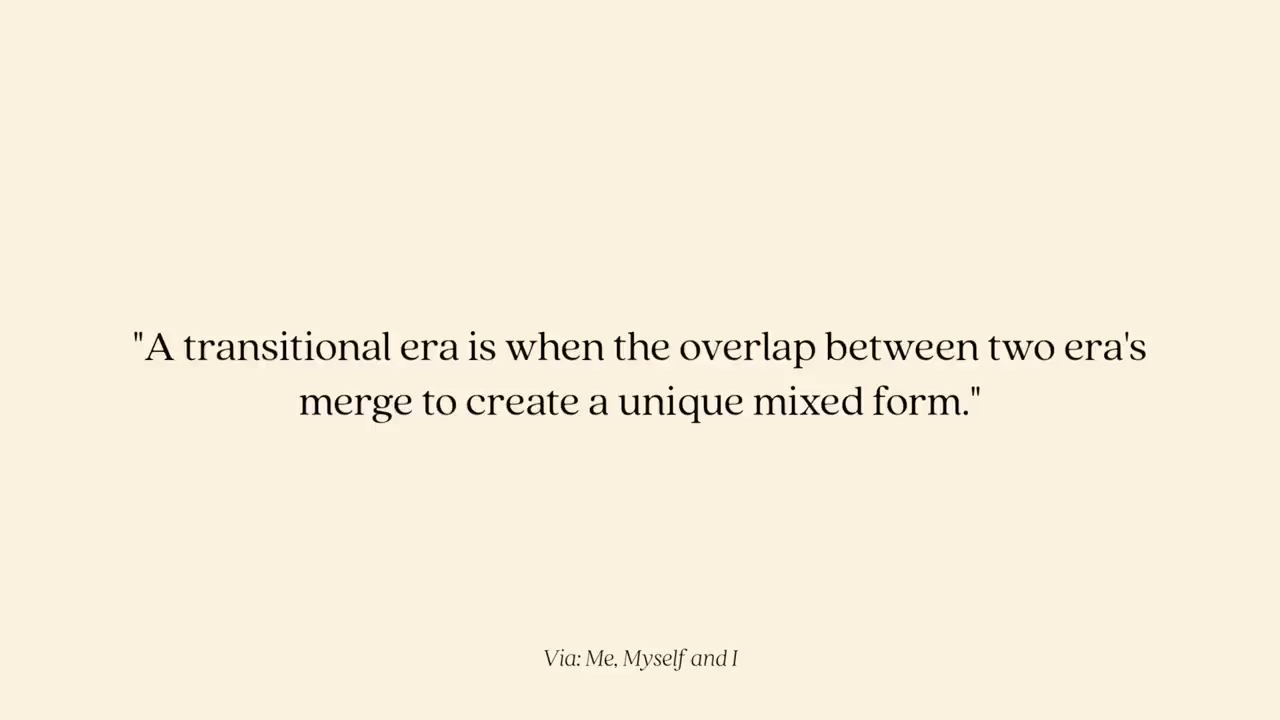 "A transitional era is when the overlap between two era's
merge to create a unique mixed form."
Via: Me, Myself and I